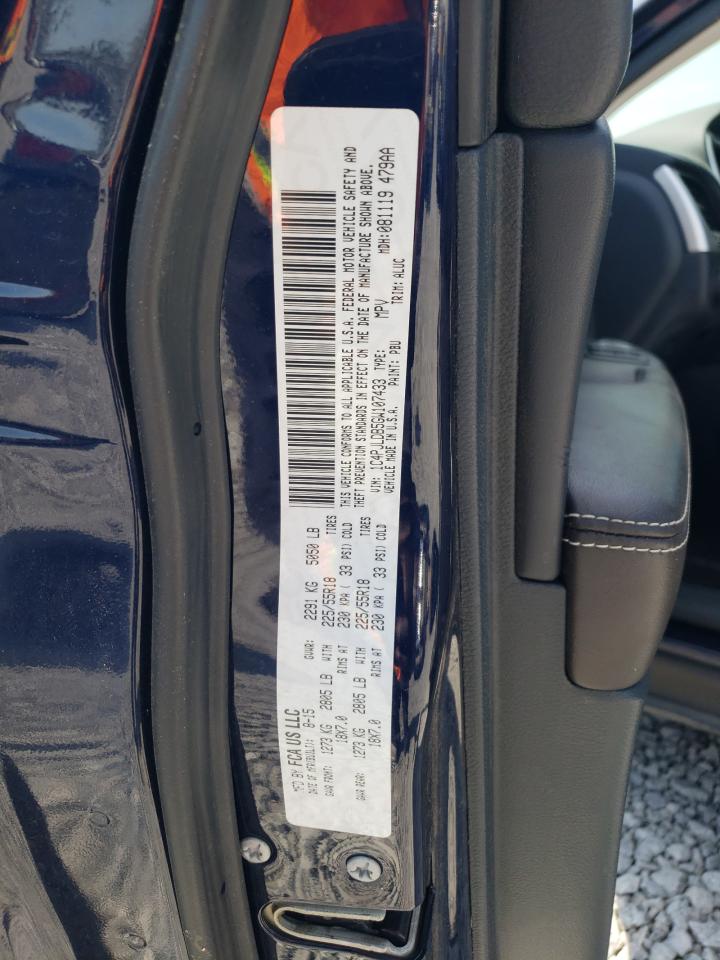 MFD BY FCA US LLC
DATE OF MFR(BUILT): 8-15 GVWR: 2291 KG 5050 LB
GAWR FRONT: 1273 KG 2805 LB WITH 225/55R18 TIRES
18X7.0 RIMS AT 230 KPA ( 33 PSI) COLD
GAWR REAR: 1273 KG 2805 LB WITH 225/55R18 TIRES
18X7.0 RIMS AT 230 KPA ( 33 PSI) COLD
THIS VEHICLE CONFORMS TO ALL APPLICABLE U.S.A. FEDERAL MOTOR VEHICLE SAFETY AND
THEFT PREVENTION STANDARDS IN EFFECT ON THE DATE OF MANUFACTURE SHOWN ABOVE.
VIN: 1C4PJLDB5GW107433 TYPE: MPV MDH:081119 479AA
VEHICLE MADE IN U.S.A. PAINT: PBU TRIM: ALUC